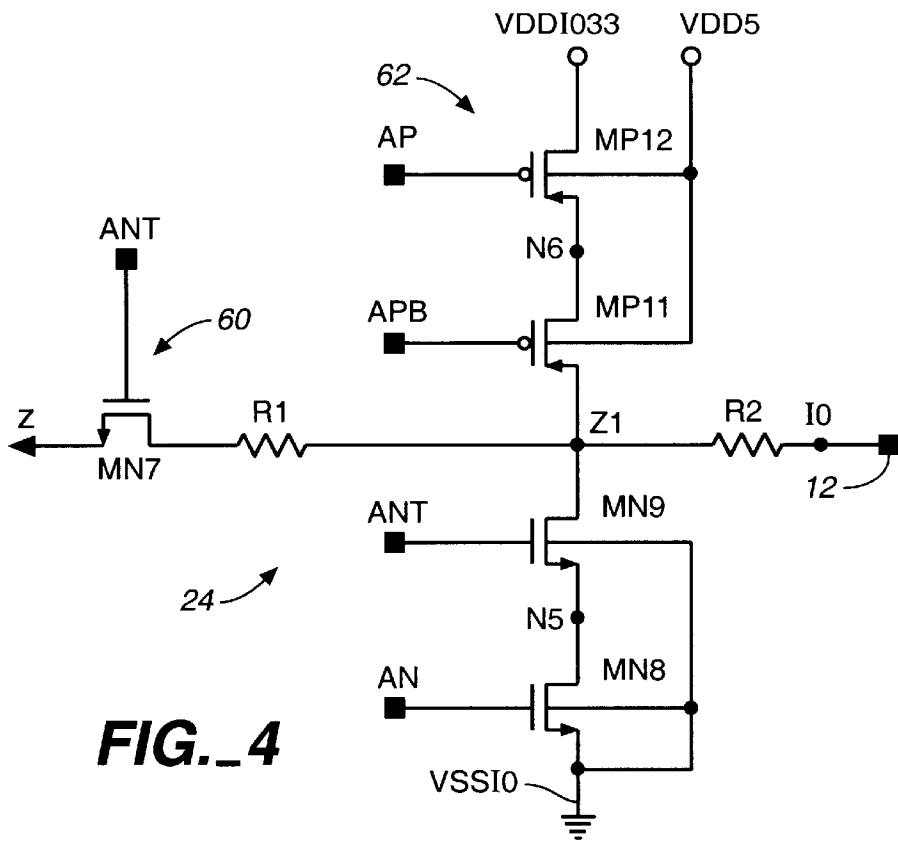 VDDI033 VDD5
62
AP
MP12
ANT
N6
60
APB
MP11
Z
R1
Z1
R2
I0
MN7
12
ANT
MN9
24
N5
AN
MN8
FIG._4
VSSI0